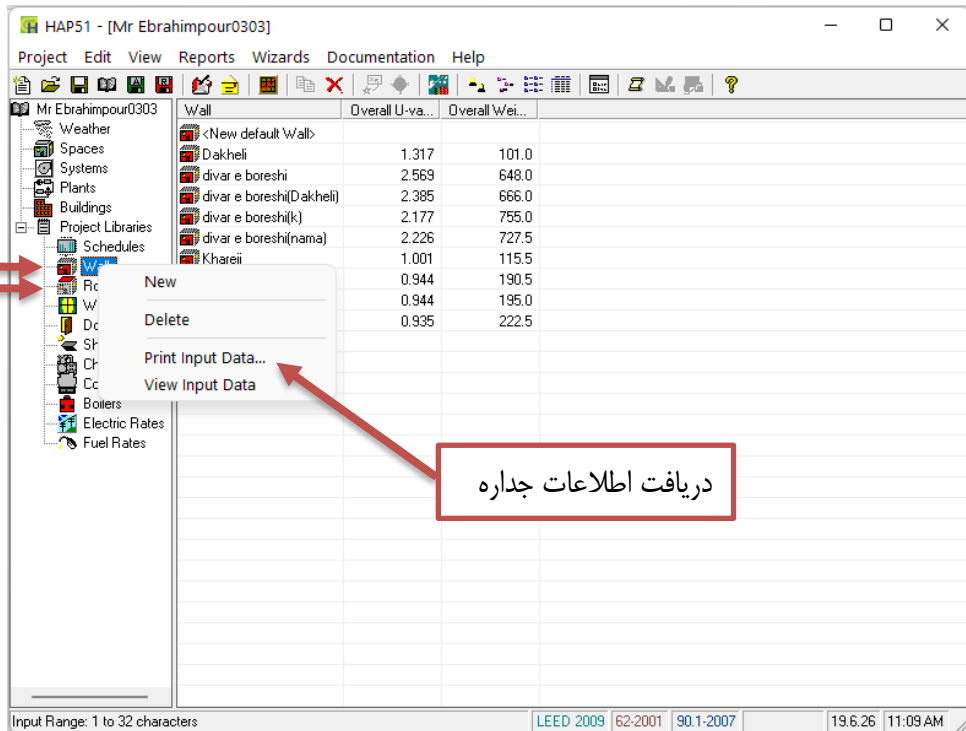 HAP51 - [Mr Ebrahimpour0303]
Project Edit View Reports Wizards Documentation Help
Mr Ebrahimpour0303
Weather
Spaces
Systems
Plants
Buildings
Project Libraries
Schedules
Wall
Boilers
Electric Rates
Fuel Rates
Wall Overall U-va... Overall Wei...
<New default Wall>
Dakheli 1.317 101.0
divar e boreshi 2.569 648.0
divar e boreshi(Dakheli) 2.385 666.0
divar e boreshi(k) 2.177 755.0
divar e boreshi(nama) 2.226 727.5
Khareji 1.001 115.5
0.944 190.5
0.944 195.0
0.935 222.5
New
Delete
Print Input Data...
View Input Data
دریافت اطلاعات جداره
Input Range: 1 to 32 characters LEED 2009 62-2001 90.1-2007 19.6.26 11:09 AM